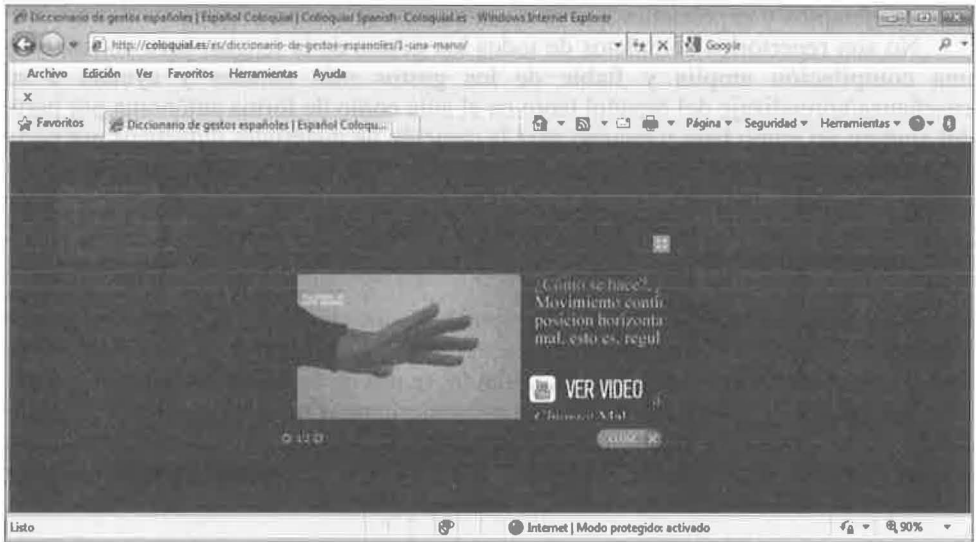 Diccionario de gestos españoles | Español Coloquial | Colloquial Spanish- Coloquial.es - Windows Internet Explorer
http://coloquial.es/es/diccionario-de-gestos-espanoles/1-una-mano/
Google
Archivo Edición Ver Favoritos Herramientas Ayuda
x
Favoritos Diccionario de gestos españoles | Español Coloqu...
Página Seguridad Herramientas
¿Cómo se hace?
Movimiento conti
posición horizonta
mal, esto es, regul
VER VIDEO
Mal
CLOSE X
Listo Internet | Modo protegido: activado 90%